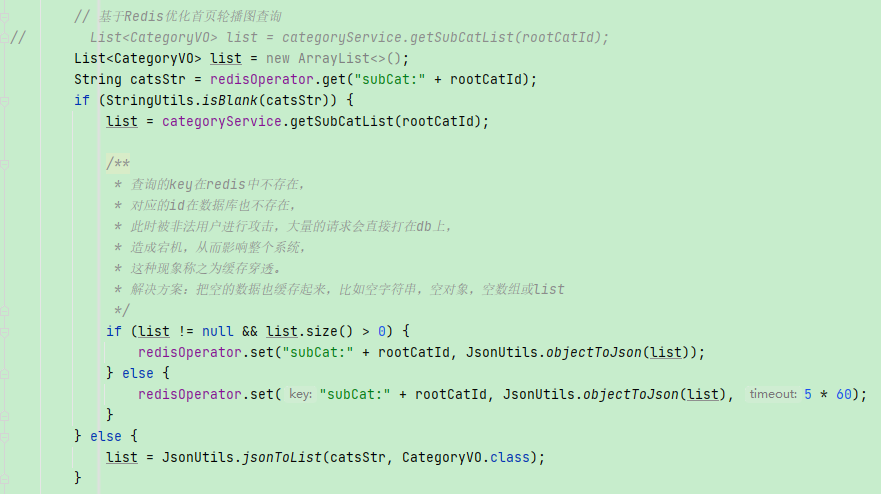 // 基于Redis优化首页轮播图查询
// List<CategoryVO> list = categoryService.getSubCatList(rootCatId);
List<CategoryVO> list = new ArrayList<>();
String catsStr = redisOperator.get("subCat:" + rootCatId);
if (StringUtils.isBlank(catsStr)) {
list = categoryService.getSubCatList(rootCatId);
/**
* 查询的key在redis中不存在，
* 对应的id在数据库也不存在，
* 此时被非法用户进行攻击，大量的请求会直接打在db上，
* 造成宕机，从而影响整个系统，
* 这种现象称之为缓存穿透。
* 解决方案：把空的数据也缓存起来，比如空字符串，空对象，空数组或list
*/
if (list != null && list.size() > 0) {
redisOperator.set("subCat:" + rootCatId, JsonUtils.objectToJson(list));
} else {
redisOperator.set( key: "subCat:" + rootCatId, JsonUtils.objectToJson(list), timeout: 5 * 60);
}
} else {
list = JsonUtils.jsonToList(catsStr, CategoryVO.class);
}